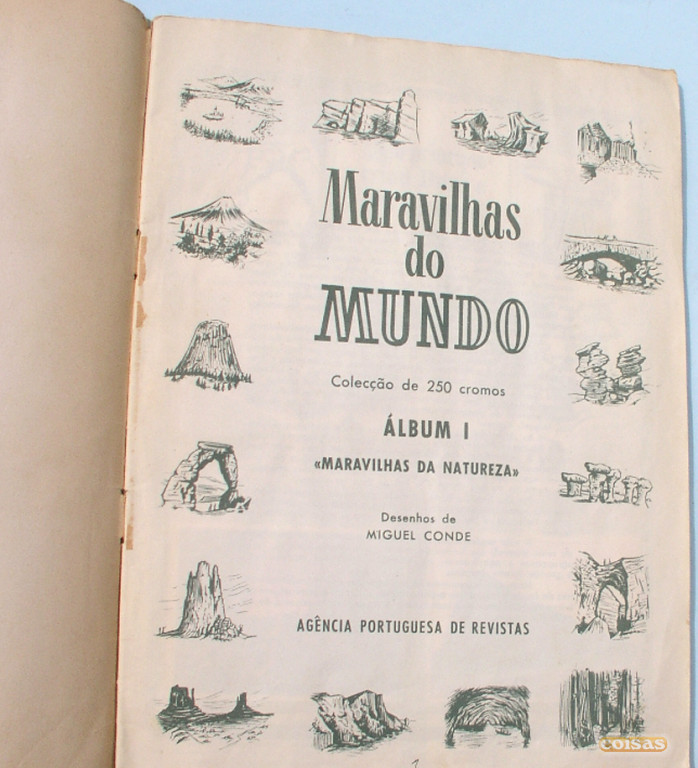 Maravilhas
do
MUNDO
Colecção de 250 cromos
ÁLBUM I
«MARAVILHAS DA NATUREZA»
Desenhos de
MIGUEL CONDE
AGÊNCIA PORTUGUESA DE REVISTAS
coisas